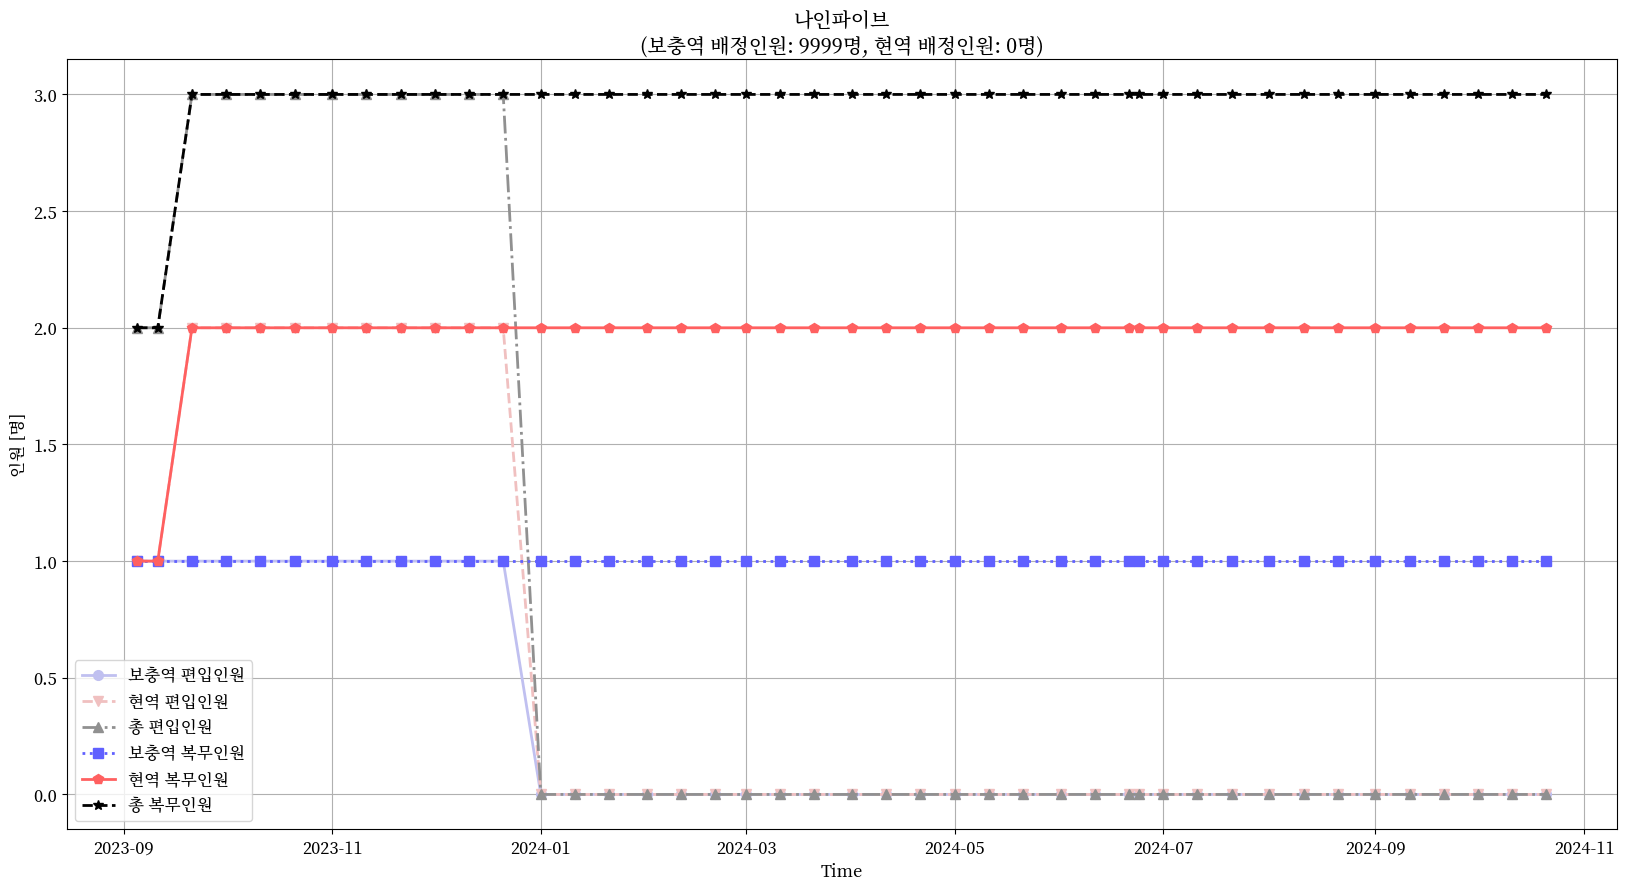 나인파이브
(보충역 배정인원: 9999명, 현역 배정인원: 0명)
3.0
2.5
2.0
1.5
1.0
0.5
0.0
인원 [명]
보충역 편입인원
현역 편입인원
총 편입인원
보충역 복무인원
현역 복무인원
총 복무인원
2023-09 2023-11 2024-01 2024-03 2024-05 2024-07 2024-09 2024-11
Time